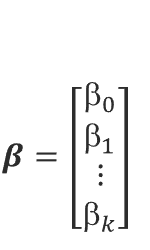 𝜷 = [β₀
β₁
⋮
βₖ]